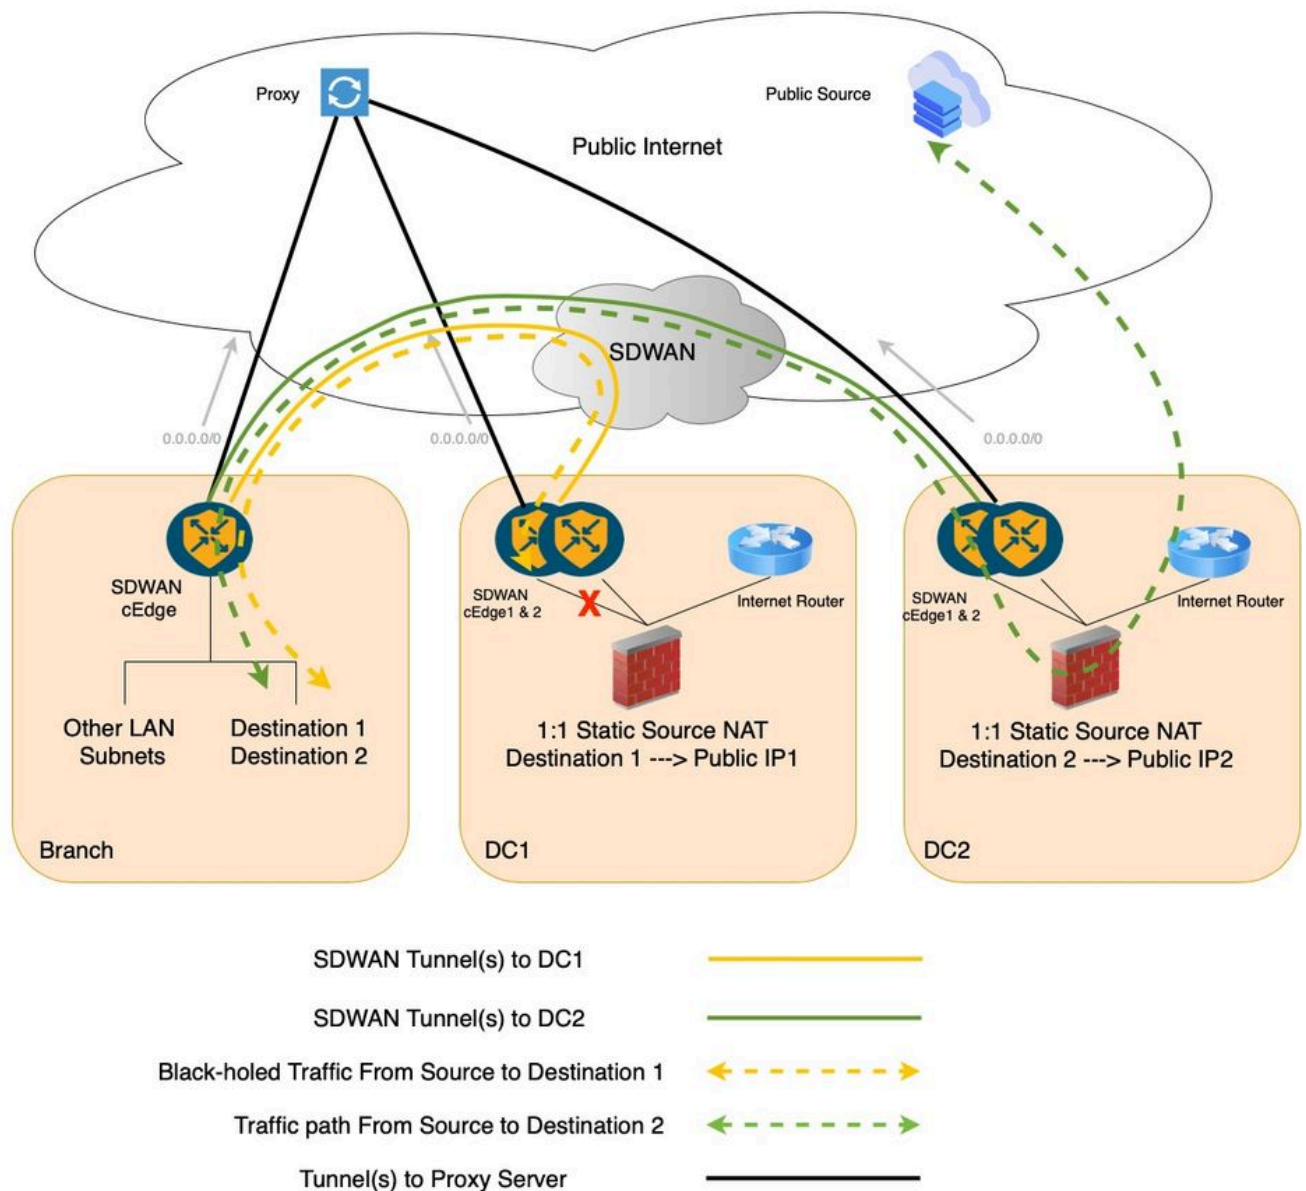 Proxy
Public Source
Public Internet
SDWAN
0.0.0.0/0
0.0.0.0/0
0.0.0.0/0
SDWAN
cEdge
Other LAN
Subnets
Destination 1
Destination 2
Branch
SDWAN
cEdge1 & 2
X
Internet Router
1:1 Static Source NAT
Destination 1 ---> Public IP1
DC1
SDWAN
cEdge1 & 2
Internet Router
1:1 Static Source NAT
Destination 2 ---> Public IP2
DC2
SDWAN Tunnel(s) to DC1
SDWAN Tunnel(s) to DC2
Black-holed Traffic From Source to Destination 1
Traffic path From Source to Destination 2
Tunnel(s) to Proxy Server